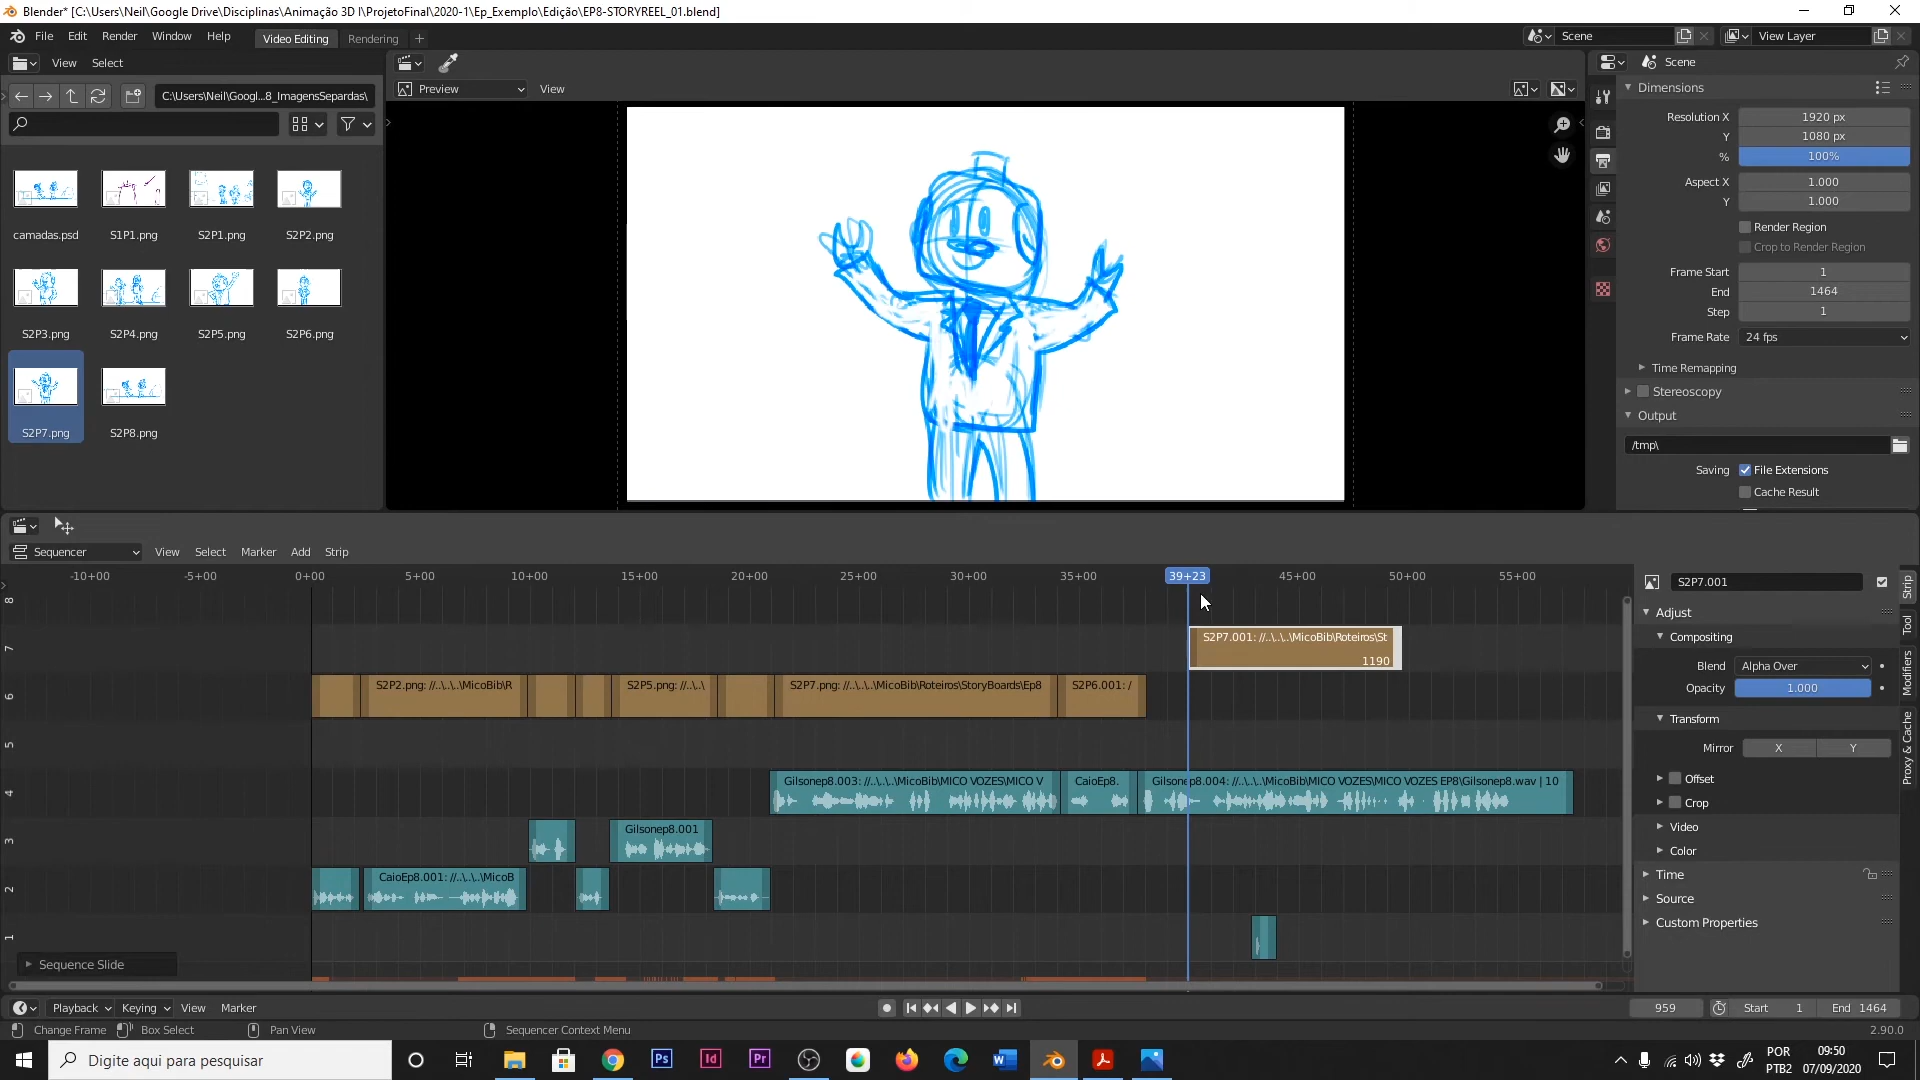 Blender* [C:\Users\Neil\Google Drive\Disciplinas\Animação 3D I\ProjetoFinal\2020-1\Ep_Exemplo\Edição\EP8-STORYREEL_01.blend]
File Edit Render Window Help Video Editing Rendering + Scene View Layer
View Select Scene
Preview View Dimensions
C:\Users\Neil\Googl...8_ImagensSepardas\
Resolution X 1920 px
Y 1080 px
% 100%
Aspect X 1.000
Y 1.000
Render Region
Crop to Render Region
Frame Start 1
End 1464
Step 1
Frame Rate 24 fps
Time Remapping
Stereoscopy
Output
/tmp\
Saving File Extensions
Cache Result
camadas.psd S1P1.png S2P1.png S2P2.png
S2P3.png S2P4.png S2P5.png S2P6.png
S2P7.png S2P8.png
Sequencer View Select Marker Add Strip
-10+00 -5+00 0+00 5+00 10+00 15+00 20+00 25+00 30+00 35+00 39+23 45+00 50+00 55+00
8
7
6
5
4
3
2
1
S2P7.001: //..\..\..\MicoBib\Roteiros\St
1190
S2P2.png: //..\..\..\MicoBib\R S2P5.png: //..\..\ S2P7.png: //..\..\..\MicoBib\Roteiros\StoryBoards\Ep8 S2P6.001: /
Gilsonep8.003: //..\..\..\MicoBib\MICO VOZES\MICO V CaioEp8. Gilsonep8.004: //..\..\..\MicoBib\MICO VOZES\MICO VOZES EP8\Gilsonep8.wav | 10
Gilsonep8.001
CaioEp8.001: //..\..\..\MicoB
Sequence Slide
S2P7.001
Adjust
Compositing
Blend Alpha Over
Opacity 1.000
Transform
Mirror X Y
Offset
Crop
Video
Color
Time
Source
Custom Properties
Strip
Tool
Modifiers
Proxy & Cache
Playback Keying View Marker 959 Start 1 End 1464
Change Frame Box Select Pan View Sequencer Context Menu 2.90.0
Digite aqui para pesquisar
Ps Id Pr
POR
PTB2
09:50
07/09/2020